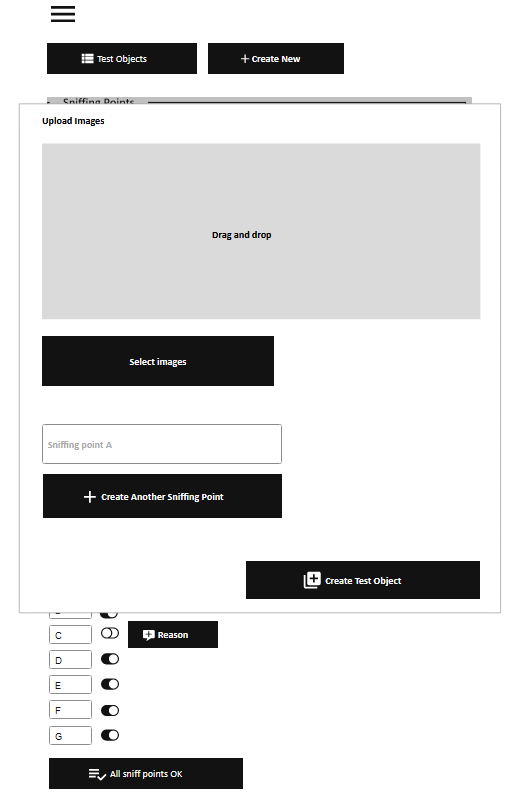 Test Objects
Create New
Sniffing Points
Upload Images
Drag and drop
Select images
Sniffing point A
Create Another Sniffing Point
Create Test Object
C
Reason
D
E
F
G
All sniff points OK